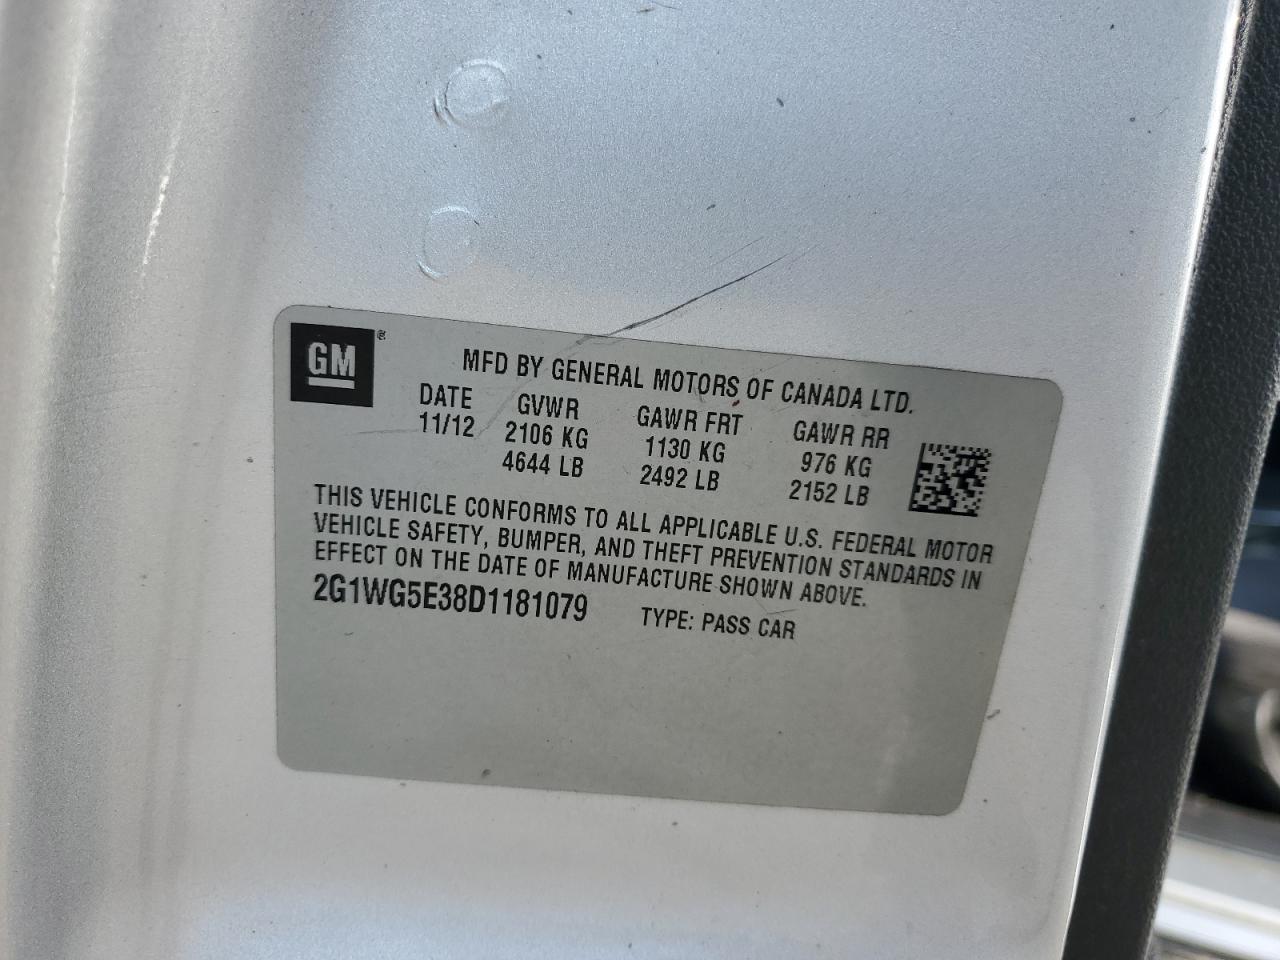 GM®
MFD BY GENERAL MOTORS OF CANADA LTD.
DATE GVWR GAWR FRT GAWR RR
11/12 2106 KG 1130 KG 976 KG
4644 LB 2492 LB 2152 LB
THIS VEHICLE CONFORMS TO ALL APPLICABLE U.S. FEDERAL MOTOR
VEHICLE SAFETY, BUMPER, AND THEFT PREVENTION STANDARDS IN
EFFECT ON THE DATE OF MANUFACTURE SHOWN ABOVE.
2G1WG5E38D1181079 TYPE: PASS CAR